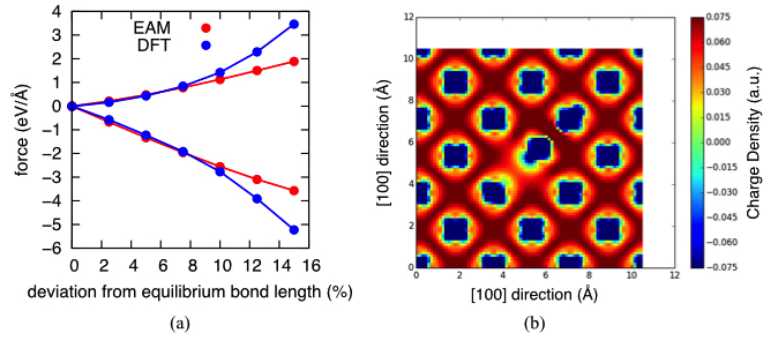 EAM
DFT
4
3
2
1
0
−1
−2
−3
−4
−5
−6
force (eV/Å)
0 2 4 6 8 10 12 14 16
deviation from equilibrium bond length (%)
(a)
12
10
8
6
4
2
0
[100] direction (Å)
0 2 4 6 8 10 12
[100] direction (Å)
(b)
0.075
0.060
0.045
0.030
0.015
0.000
−0.015
−0.030
−0.045
−0.060
−0.075
Charge Density (a.u.)